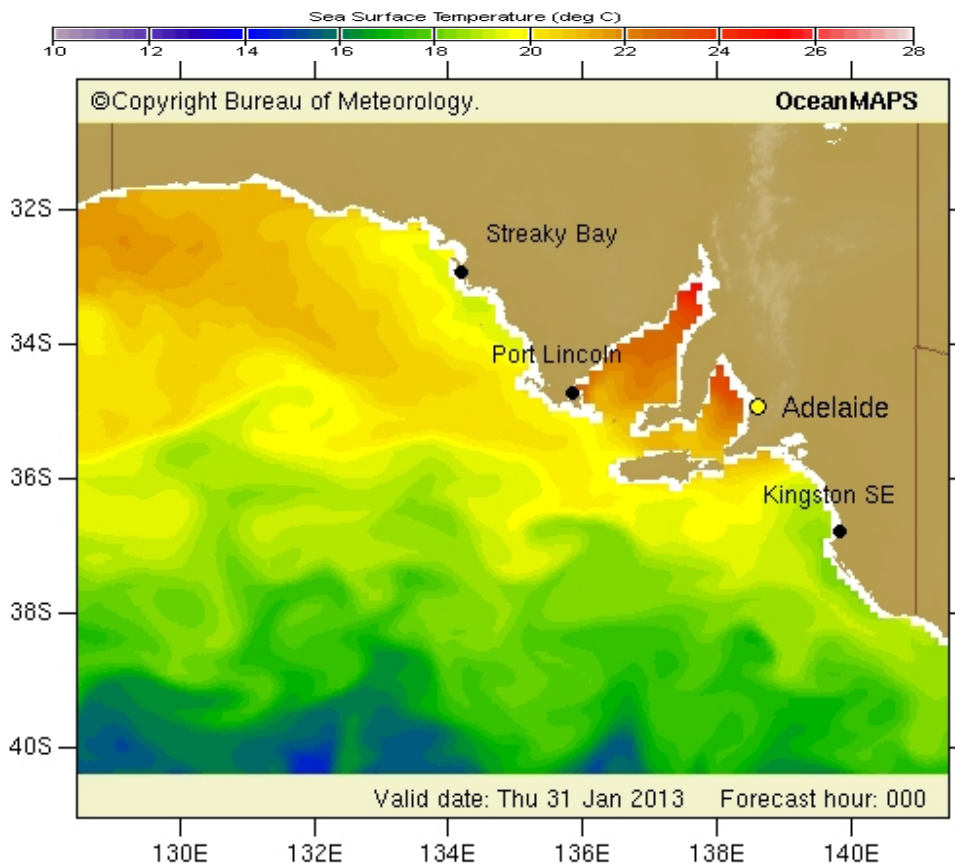 Sea Surface Temperature (deg C)
10 12 14 16 18 20 22 24 26 28
©Copyright Bureau of Meteorology. OceanMAPS
32S
Streaky Bay
34S
Port Lincoln
Adelaide
36S
Kingston SE
38S
40S
Valid date: Thu 31 Jan 2013 Forecast hour: 000
130E 132E 134E 136E 138E 140E